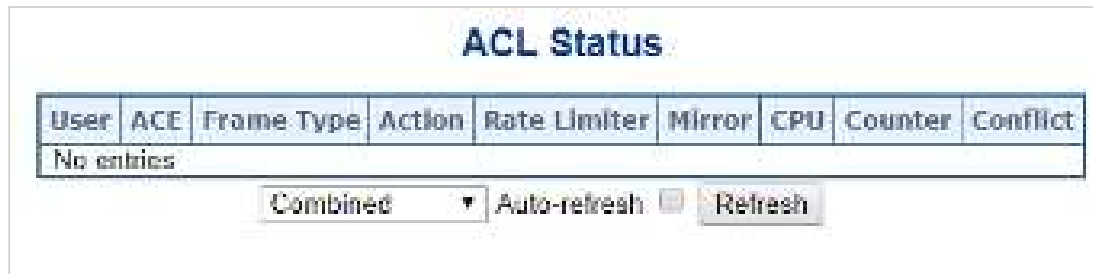 ACL Status
User ACE Frame Type Action Rate Limiter Mirror CPU Counter Conflict
No entries
Combined Auto-refresh Refresh